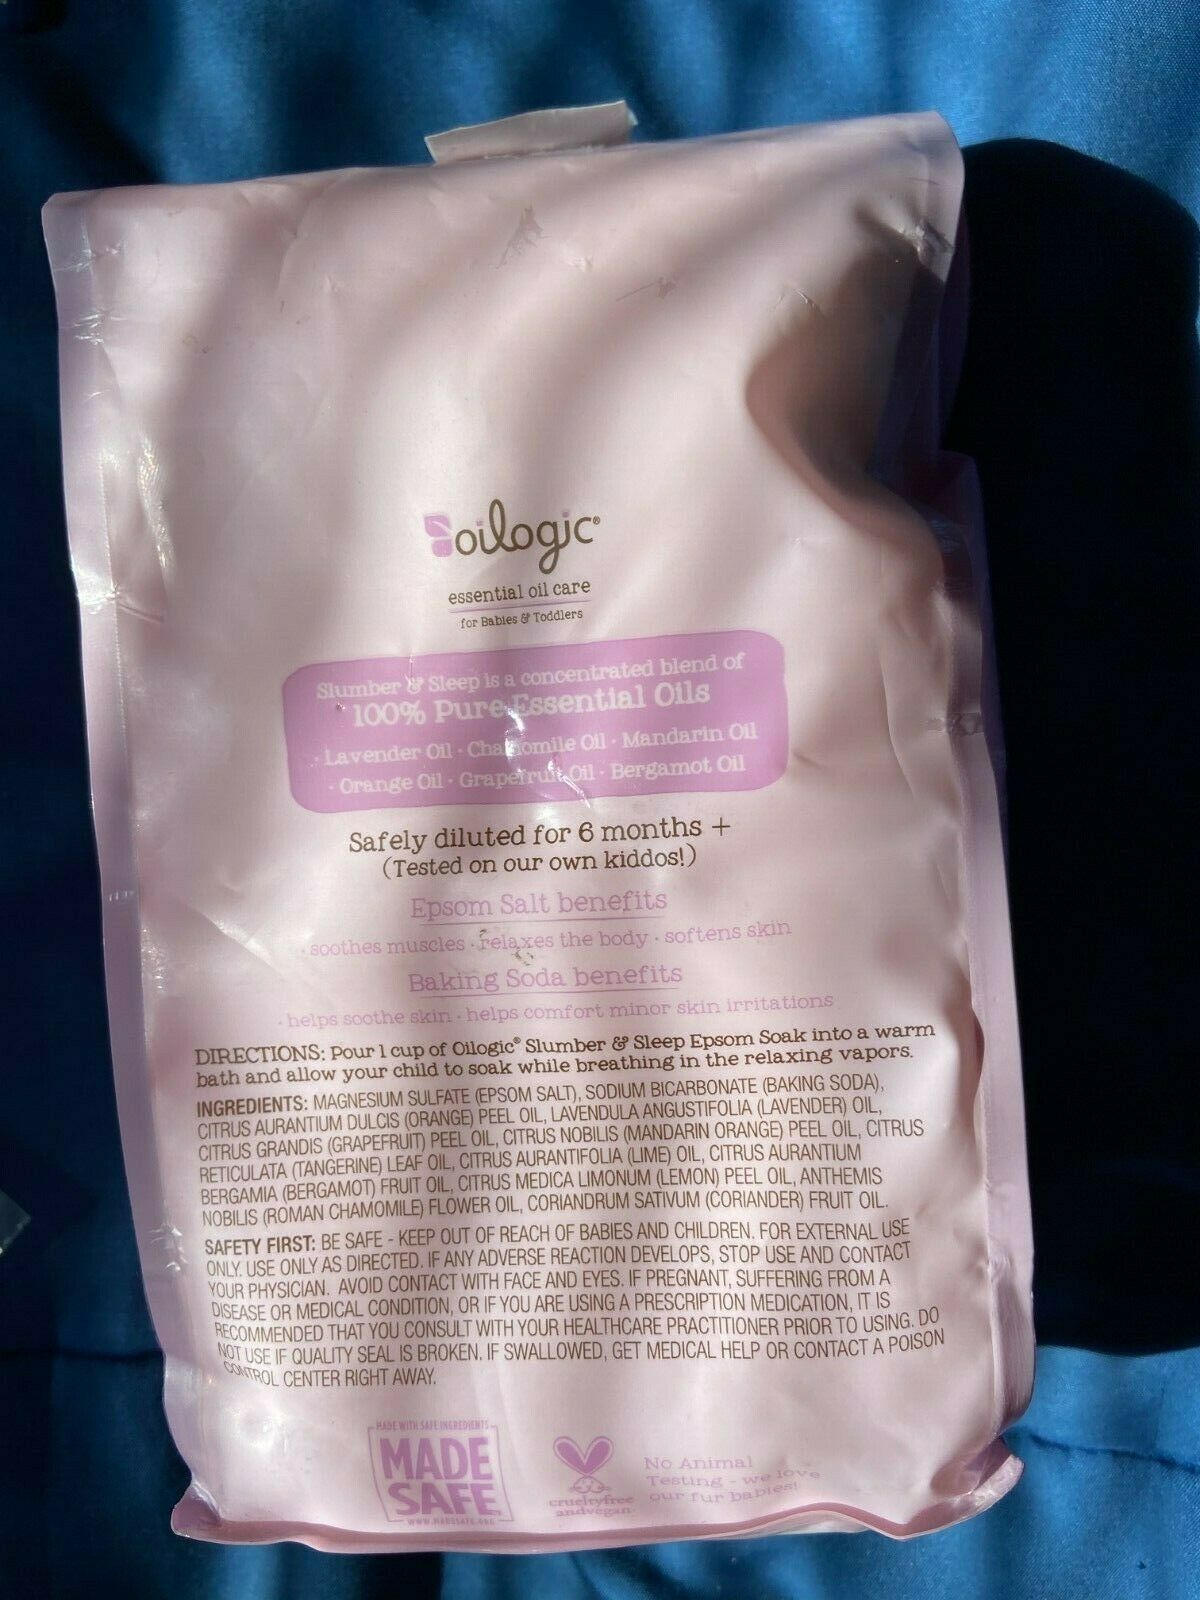 oilogic®
essential oil care
for Babies & Toddlers
Slumber & Sleep is a concentrated blend of
100% Pure Essential Oils
· Lavender Oil · Chamomile Oil · Mandarin Oil
· Orange Oil · Grapefruit Oil · Bergamot Oil
Safely diluted for 6 months +
(Tested on our own kiddos!)
Epsom Salt benefits
· soothes muscles · relaxes the body · softens skin
Baking Soda benefits
· helps soothe skin · helps comfort minor skin irritations
DIRECTIONS: Pour 1 cup of Oilogic® Slumber & Sleep Epsom Soak into a warm
bath and allow your child to soak while breathing in the relaxing vapors.
INGREDIENTS: MAGNESIUM SULFATE (EPSOM SALT), SODIUM BICARBONATE (BAKING SODA),
CITRUS AURANTIUM DULCIS (ORANGE) PEEL OIL, LAVENDULA ANGUSTIFOLIA (LAVENDER) OIL,
CITRUS GRANDIS (GRAPEFRUIT) PEEL OIL, CITRUS NOBILIS (MANDARIN ORANGE) PEEL OIL, CITRUS
RETICULATA (TANGERINE) LEAF OIL, CITRUS AURANTIFOLIA (LIME) OIL, CITRUS AURANTIUM
BERGAMIA (BERGAMOT) FRUIT OIL, CITRUS MEDICA LIMONUM (LEMON) PEEL OIL, ANTHEMIS
NOBILIS (ROMAN CHAMOMILE) FLOWER OIL, CORIANDRUM SATIVUM (CORIANDER) FRUIT OIL.
SAFETY FIRST: BE SAFE - KEEP OUT OF REACH OF BABIES AND CHILDREN. FOR EXTERNAL USE
ONLY. USE ONLY AS DIRECTED. IF ANY ADVERSE REACTION DEVELOPS, STOP USE AND CONTACT
YOUR PHYSICIAN. AVOID CONTACT WITH FACE AND EYES. IF PREGNANT, SUFFERING FROM A
DISEASE OR MEDICAL CONDITION, OR IF YOU ARE USING A PRESCRIPTION MEDICATION, IT IS
RECOMMENDED THAT YOU CONSULT WITH YOUR HEALTHCARE PRACTITIONER PRIOR TO USING. DO
NOT USE IF QUALITY SEAL IS BROKEN. IF SWALLOWED, GET MEDICAL HELP OR CONTACT A POISON
CONTROL CENTER RIGHT AWAY.
MADE WITH SAFE INGREDIENTS
MADE
SAFE
WWW.MADESAFE.ORG
crueltyfree
andvegan
No Animal
Testing - we love
our fur babies!